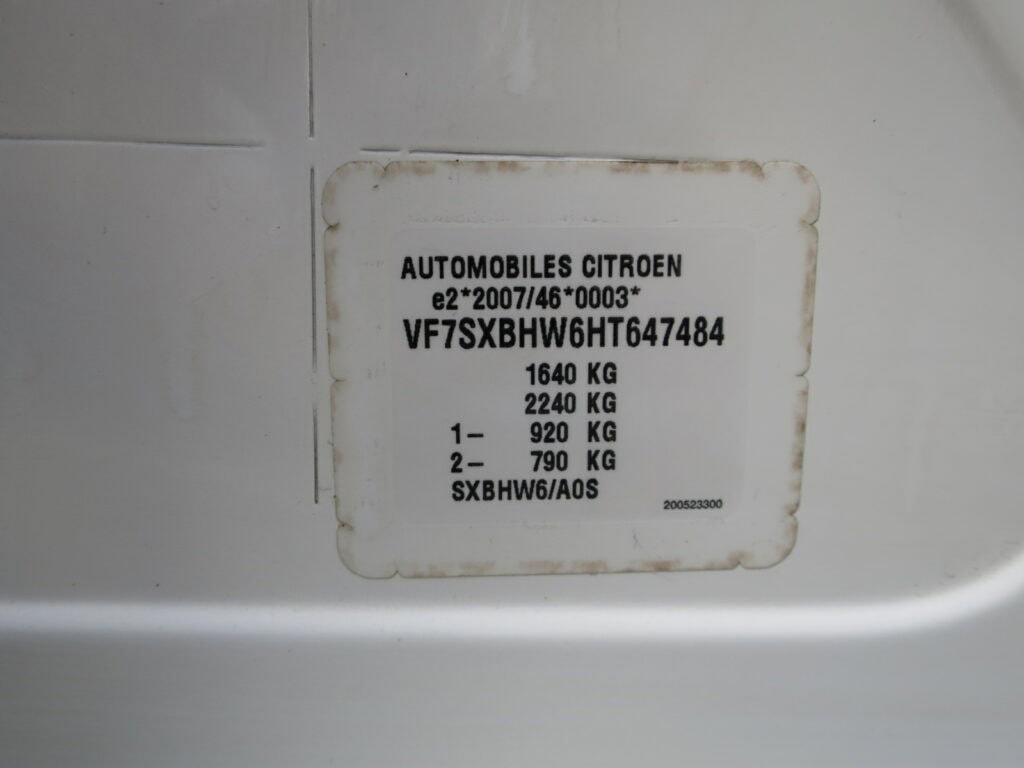 AUTOMOBILES CITROEN
e2*2007/46*0003*
VF7SXBHW6HT647484
1640 KG
2240 KG
1- 920 KG
2- 790 KG
SXBHW6/A0S
200523300